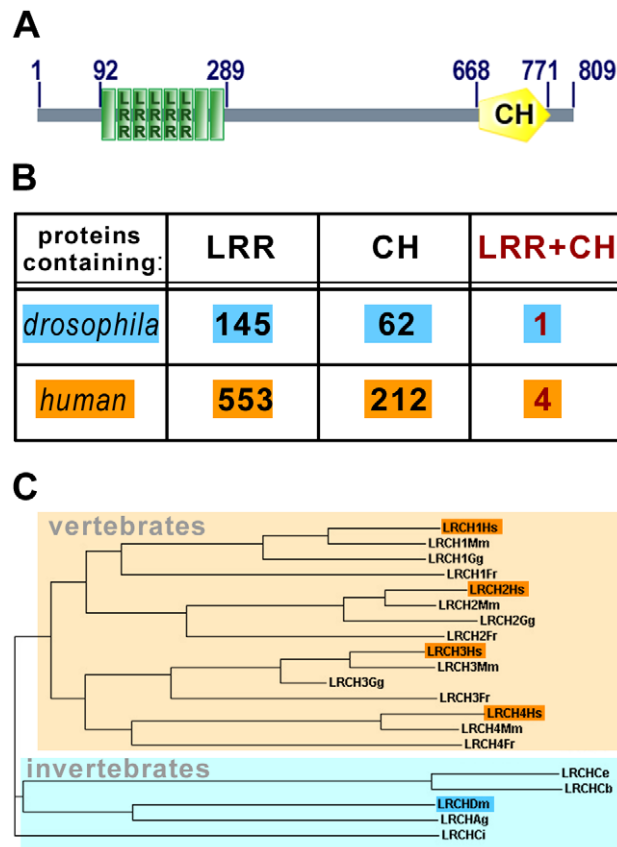 A
1 92 289 668 771 809
L L L L L
R R R R R
R R R R R
CH
B
proteins containing: LRR CH LRR+CH
drosophila 145 62 1
human 553 212 4
C
vertebrates
LRCH1Hs
LRCH1Mm
LRCH1Gg
LRCH1Fr
LRCH2Hs
LRCH2Mm
LRCH2Gg
LRCH2Fr
LRCH3Hs
LRCH3Mm
LRCH3Gg
LRCH3Fr
LRCH4Hs
LRCH4Mm
LRCH4Fr
invertebrates
LRCHCe
LRCHCb
LRCHDm
LRCHAg
LRCHCi